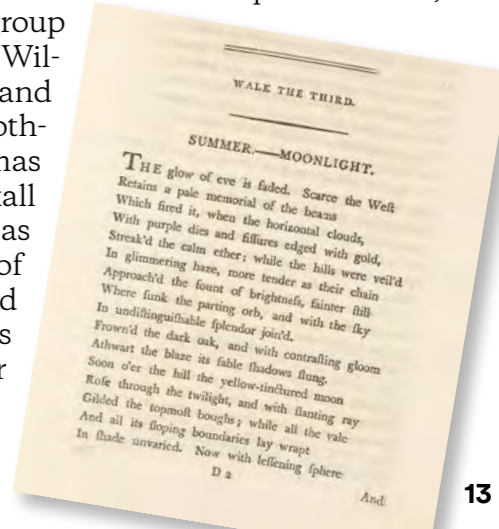 roup
Wil-
and
oth-
has
all
as
of
d
s
r
WALK THE THIRD.
SUMMER.—MOONLIGHT.
THE glow of eve is faded. Scarce the Weſt
Retains a pale memorial of the beams
Which fired it, when the horizontal clouds,
With purple dies and fiſſures edged with gold,
Streak'd the calm ether; while the hills were veil'd
In glimmering haze, more tender as their chain
Approach'd the fount of brightneſs, fainter ſtill
Where ſunk the parting orb, and with the ſky
In undiſtinguiſhable ſplendor join'd.
Frown'd the dark oak, and with contraſting gloom
Athwart the blaze its ſable ſhadows flung.
Soon o'er the hill the yellow-tinctured moon
Roſe through the twilight, and with ſlanting ray
Gilded the topmoſt boughs; while all the vale
And all its ſloping boundaries lay wrapt
In ſhade unvaried. Now with leſſening ſphere
D 2
And
13